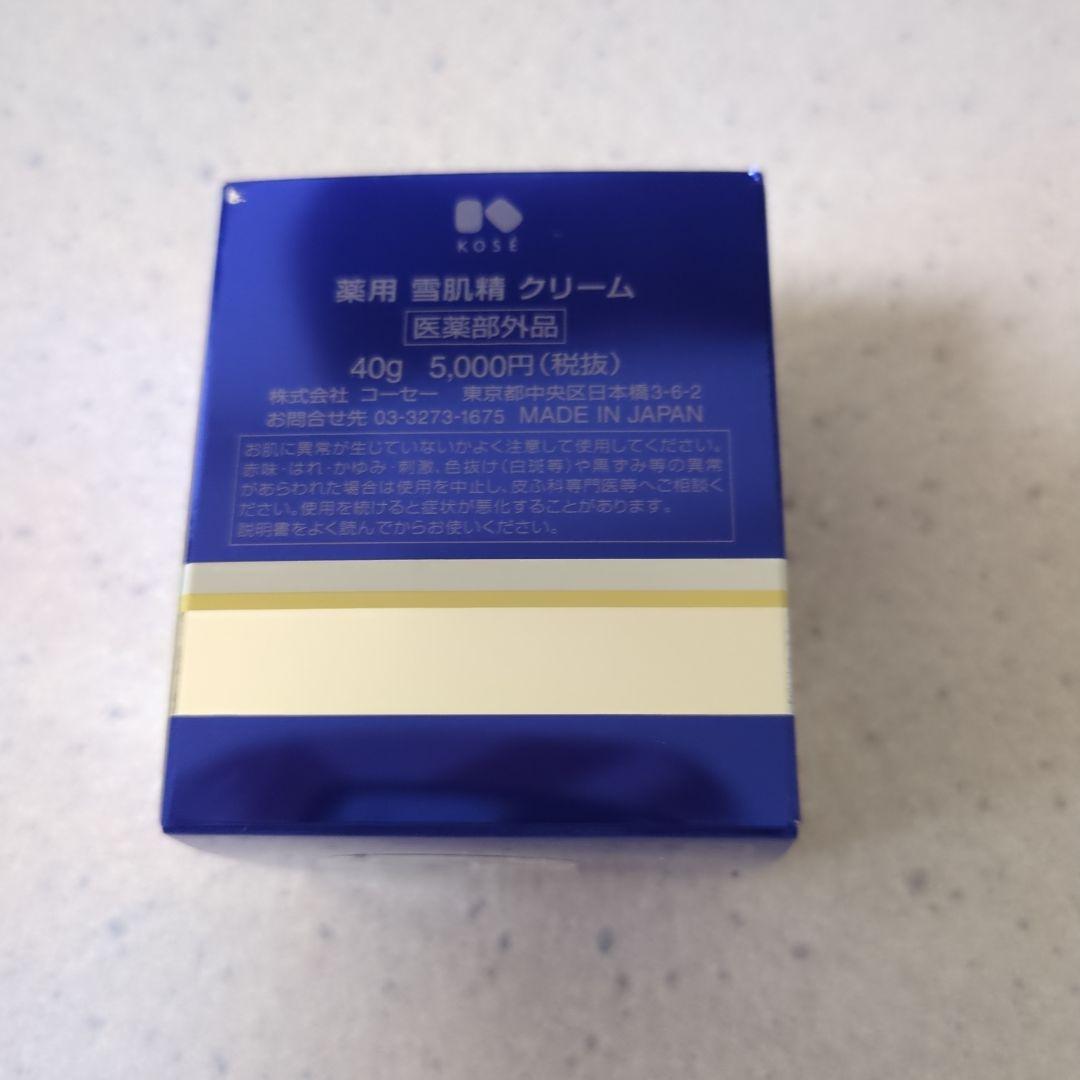 KOSÉ
薬用 雪肌精 クリーム
医薬部外品
40g 5,000円(税抜)
株式会社 コーセー 東京都中央区日本橋3-6-2
お問合せ先 03-3273-1675 MADE IN JAPAN
お肌に異常が生じていないかよく注意して使用してください。
赤味・はれ・かゆみ・刺激、色抜け(白斑等)や黒ずみ等の異常
があらわれた場合は使用を中止し、皮ふ科専門医等へご相談く
ださい。使用を続けると症状が悪化することがあります。
説明書をよく読んでからお使いください。